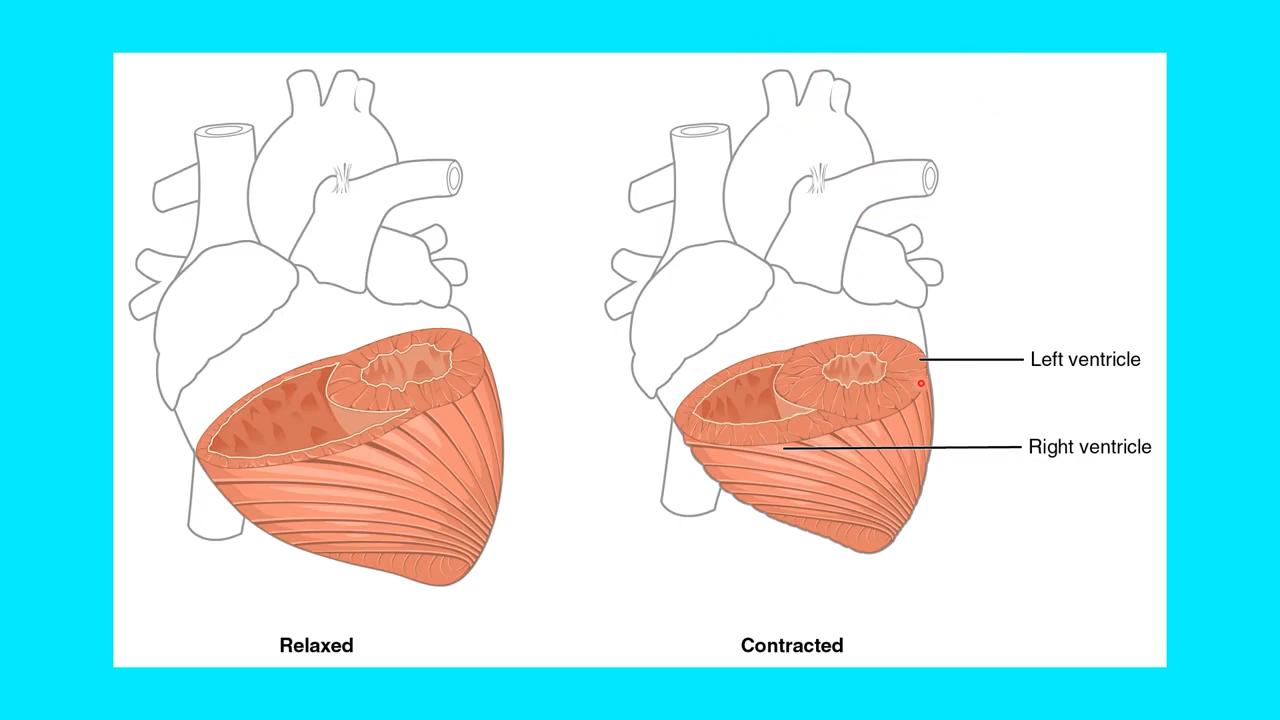 Left ventricle
Right ventricle
Relaxed
Contracted